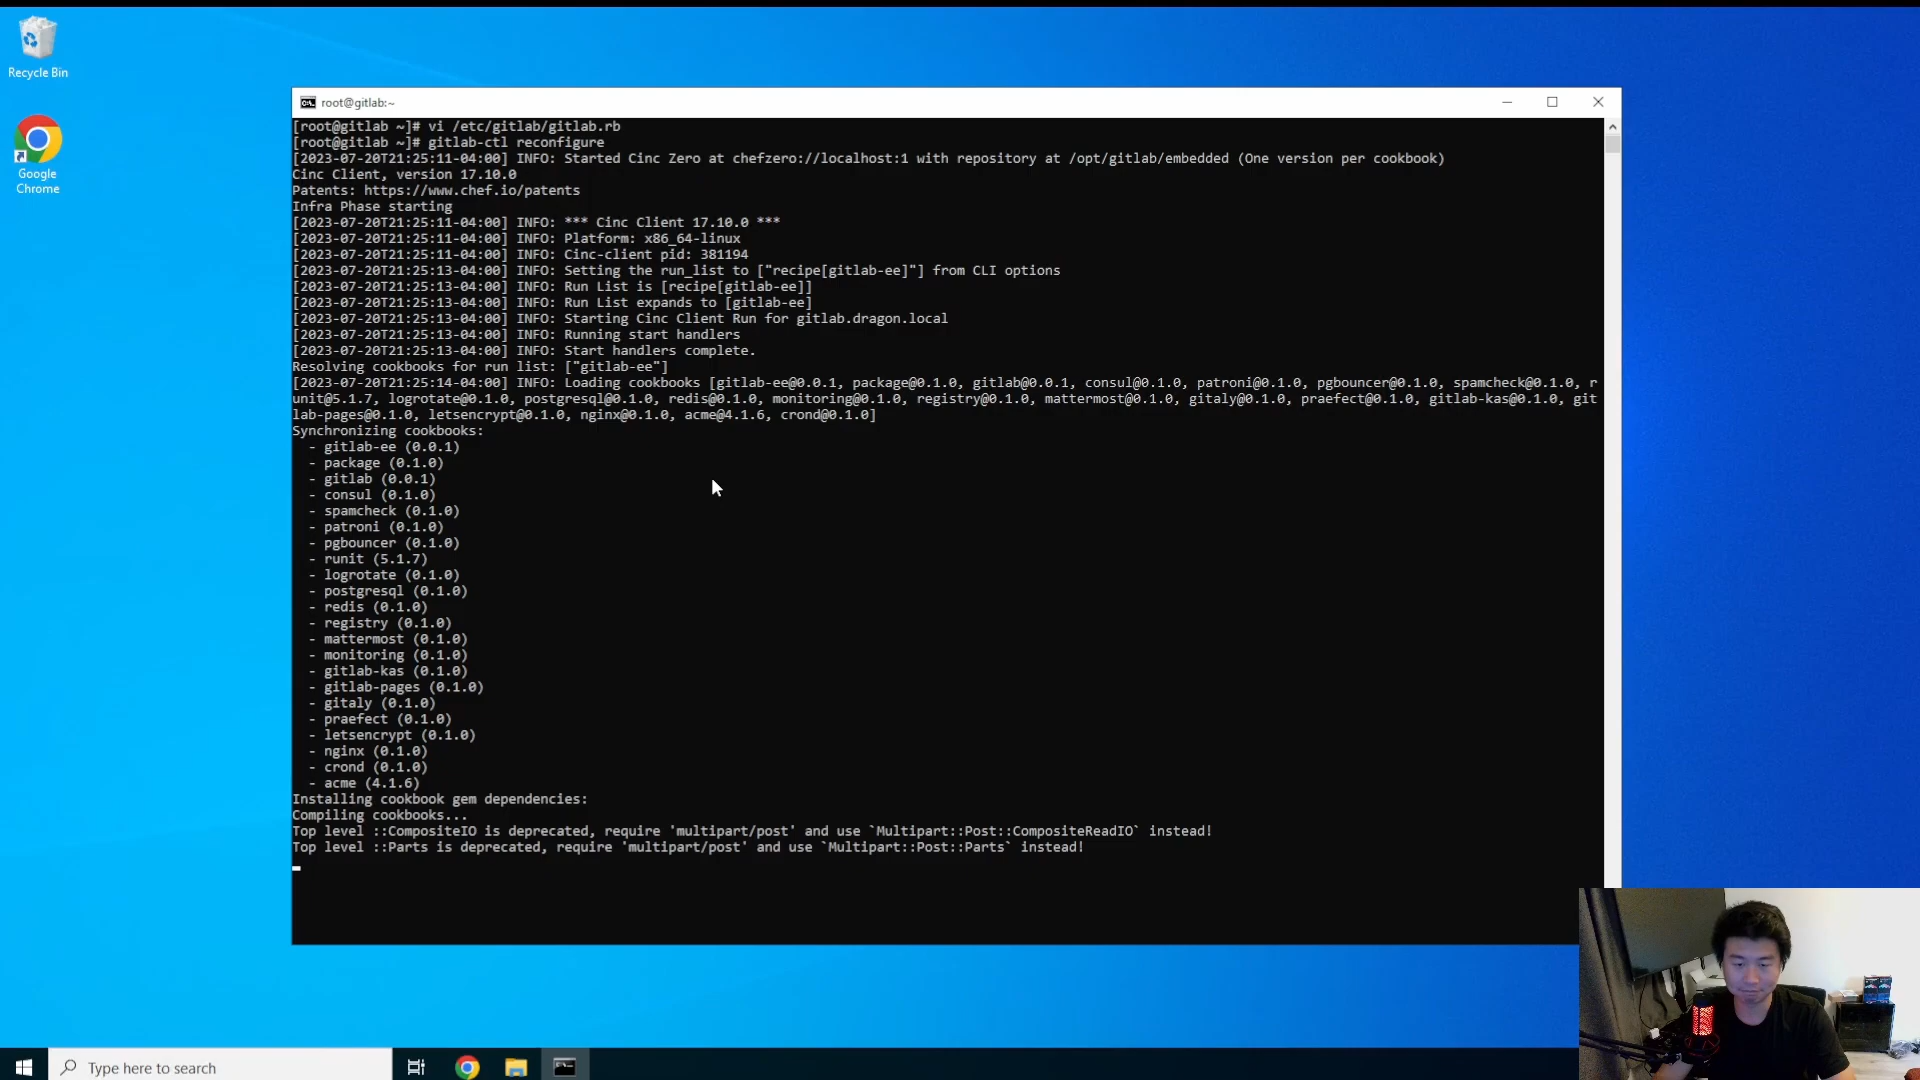 Recycle Bin
Google
Chrome
root@gitlab:~
[root@gitlab ~]# vi /etc/gitlab/gitlab.rb
[root@gitlab ~]# gitlab-ctl reconfigure
[2023-07-20T21:25:11-04:00] INFO: Started Cinc Zero at chefzero://localhost:1 with repository at /opt/gitlab/embedded (One version per cookbook)
Cinc Client, version 17.10.0
Patents: https://www.chef.io/patents
Infra Phase starting
[2023-07-20T21:25:11-04:00] INFO: *** Cinc Client 17.10.0 ***
[2023-07-20T21:25:11-04:00] INFO: Platform: x86_64-linux
[2023-07-20T21:25:11-04:00] INFO: Cinc-client pid: 381194
[2023-07-20T21:25:13-04:00] INFO: Setting the run_list to ["recipe[gitlab-ee]"] from CLI options
[2023-07-20T21:25:13-04:00] INFO: Run List is [recipe[gitlab-ee]]
[2023-07-20T21:25:13-04:00] INFO: Run List expands to [gitlab-ee]
[2023-07-20T21:25:13-04:00] INFO: Starting Cinc Client Run for gitlab.dragon.local
[2023-07-20T21:25:13-04:00] INFO: Running start handlers
[2023-07-20T21:25:13-04:00] INFO: Start handlers complete.
Resolving cookbooks for run list: ["gitlab-ee"]
[2023-07-20T21:25:14-04:00] INFO: Loading cookbooks [gitlab-ee@0.0.1, package@0.1.0, gitlab@0.0.1, consul@0.1.0, patroni@0.1.0, pgbouncer@0.1.0, spamcheck@0.1.0, r
unit@5.1.7, logrotate@0.1.0, postgresql@0.1.0, redis@0.1.0, monitoring@0.1.0, registry@0.1.0, mattermost@0.1.0, gitaly@0.1.0, praefect@0.1.0, gitlab-kas@0.1.0, git
lab-pages@0.1.0, letsencrypt@0.1.0, nginx@0.1.0, acme@4.1.6, crond@0.1.0]
Synchronizing cookbooks:
- gitlab-ee (0.0.1)
- package (0.1.0)
- gitlab (0.0.1)
- consul (0.1.0)
- spamcheck (0.1.0)
- patroni (0.1.0)
- pgbouncer (0.1.0)
- runit (5.1.7)
- logrotate (0.1.0)
- postgresql (0.1.0)
- redis (0.1.0)
- registry (0.1.0)
- mattermost (0.1.0)
- monitoring (0.1.0)
- gitlab-kas (0.1.0)
- gitlab-pages (0.1.0)
- gitaly (0.1.0)
- praefect (0.1.0)
- letsencrypt (0.1.0)
- nginx (0.1.0)
- crond (0.1.0)
- acme (4.1.6)
Installing cookbook gem dependencies:
Compiling cookbooks...
Top level ::CompositeIO is deprecated, require 'multipart/post' and use `Multipart::Post::CompositeReadIO` instead!
Top level ::Parts is deprecated, require 'multipart/post' and use `Multipart::Post::Parts` instead!
Type here to search